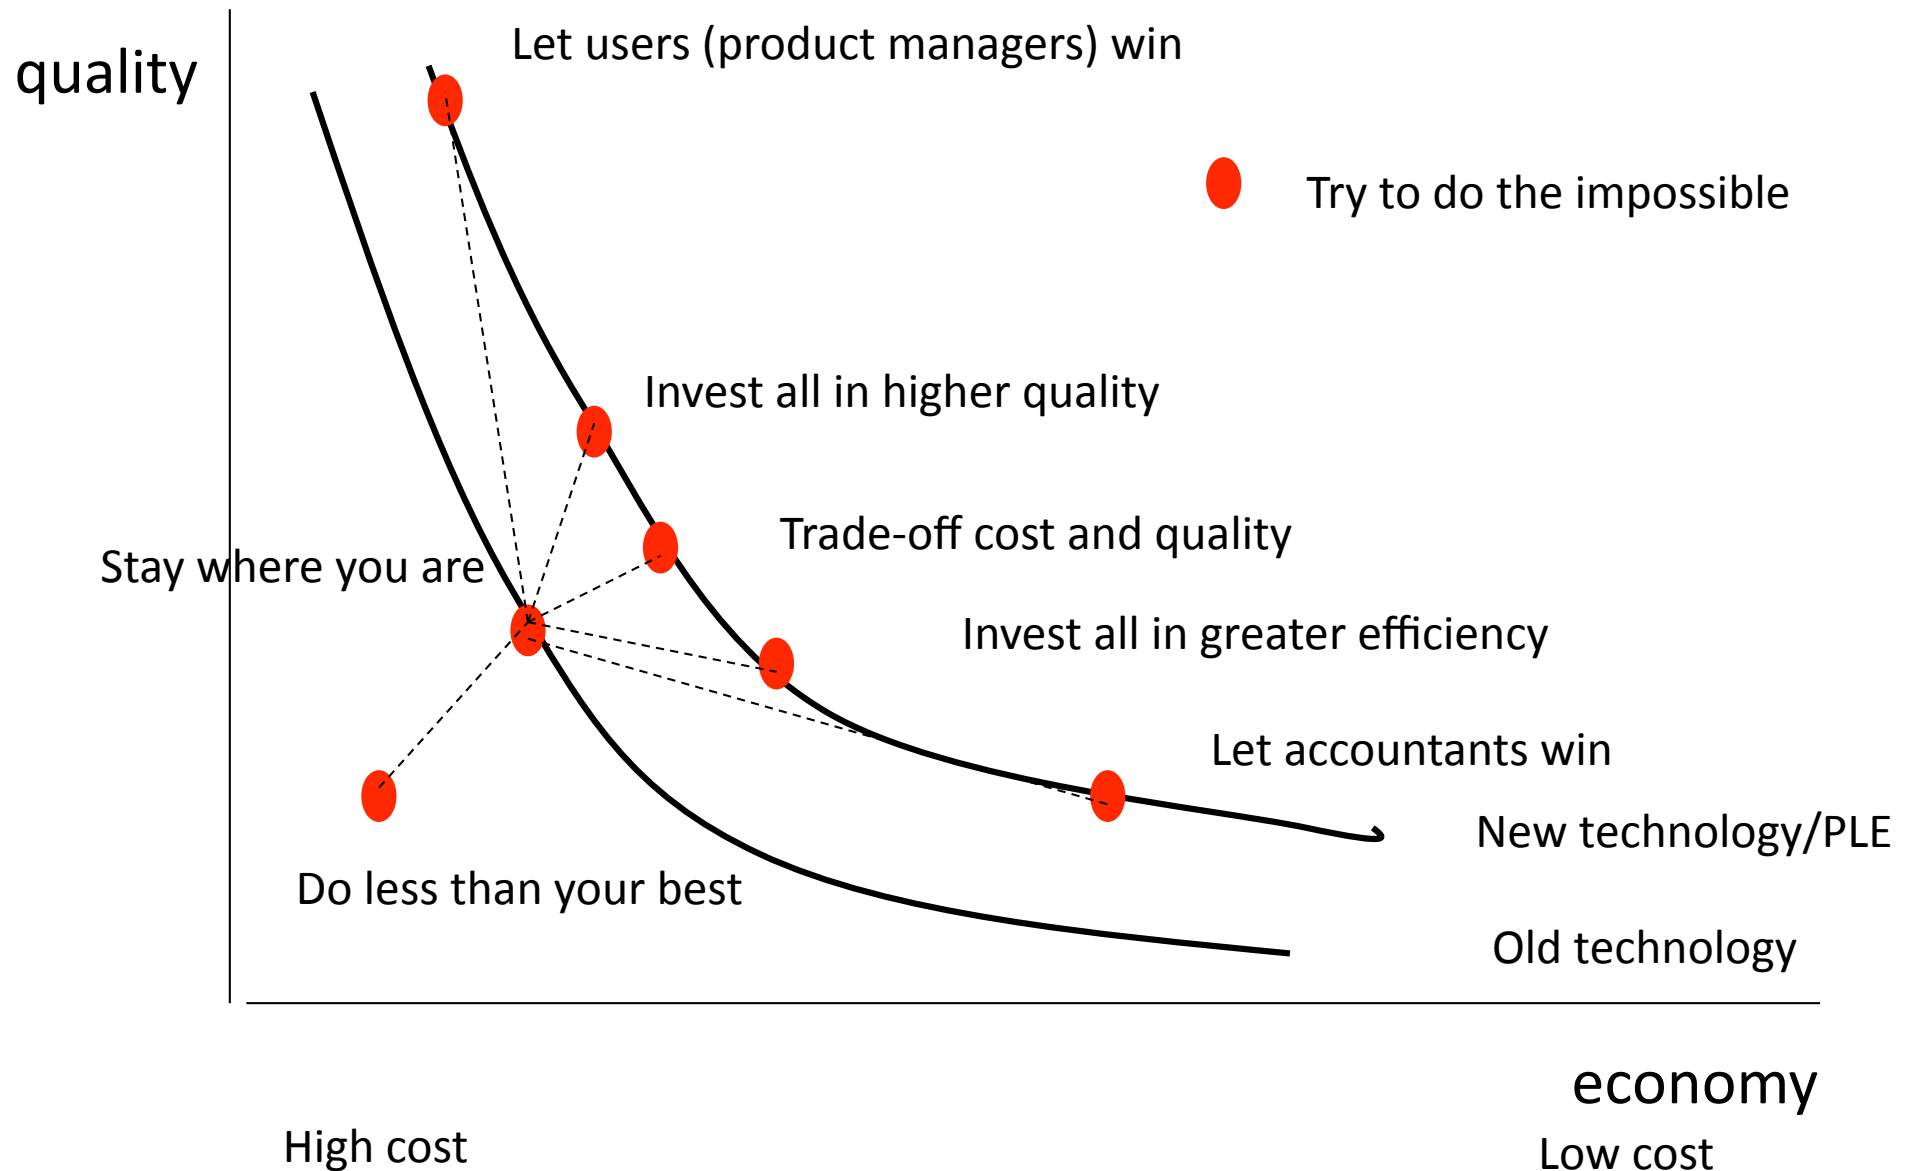 Let users (product managers) win
quality
Try to do the impossible
Invest all in higher quality
Trade-off cost and quality
Stay where you are
Invest all in greater efficiency
Let accountants win
New technology/PLE
Do less than your best
Old technology
economy
High cost
Low cost